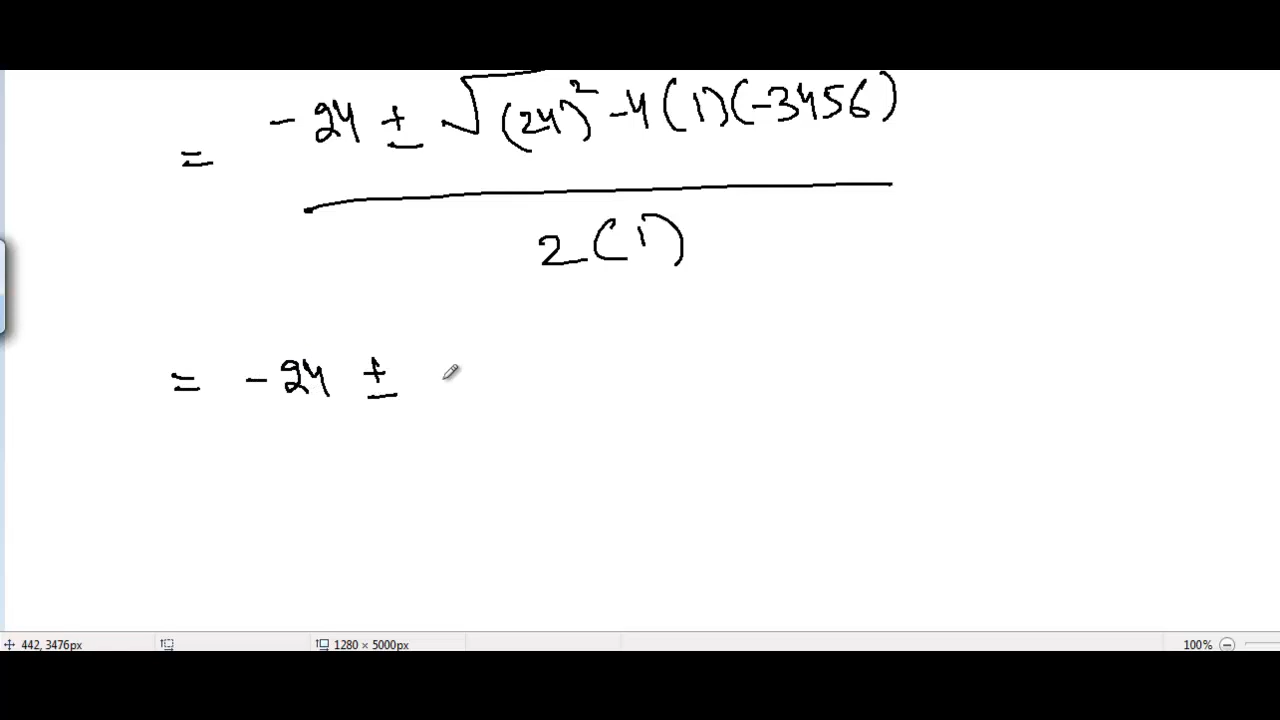 = -24 ± √(24)² -4(1)(-3456)
2(1)
= -24 ±
442, 3476px 1280 × 5000px 100%